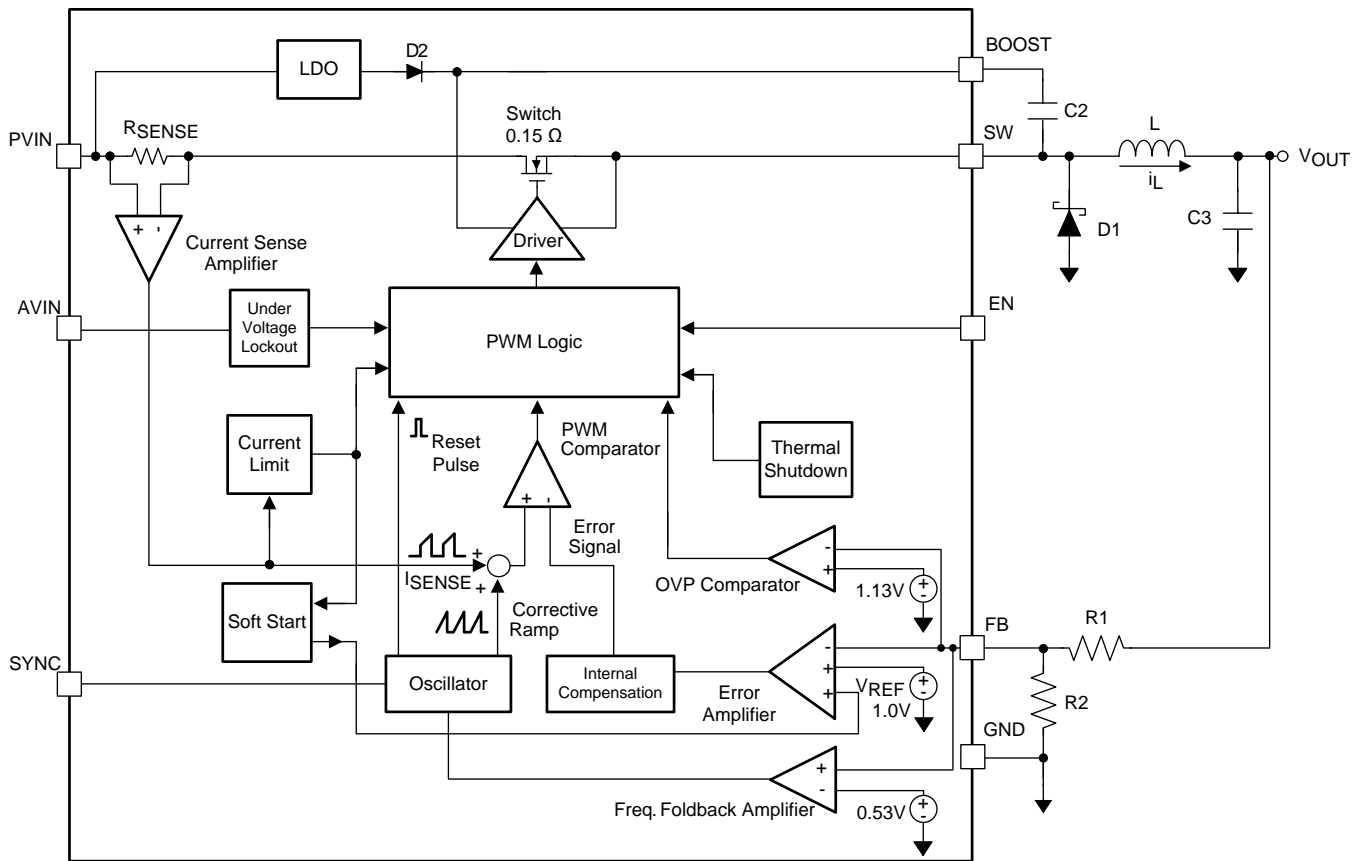 BOOST
D2
LDO
C2
Switch
0.15 Ω
L
RSENSE
PVIN
SW
VOUT
iL
+ -
C3
D1
Driver
Current Sense
Amplifier
AVIN
EN
Under
Voltage
Lockout
PWM Logic
PWM
Comparator
Reset
Pulse
Current
Limit
Thermal
Shutdown
+ -
Error
Signal
+
ISENSE
+
-
+
OVP Comparator
1.13V
+
-
Corrective
Ramp
Soft Start
FB
R1
SYNC
Oscillator
Internal
Compensation
-
+
+
Error
Amplifier
VREF
1.0V
+
-
R2
GND
+
-
Freq. Foldback Amplifier
0.53V
+
-